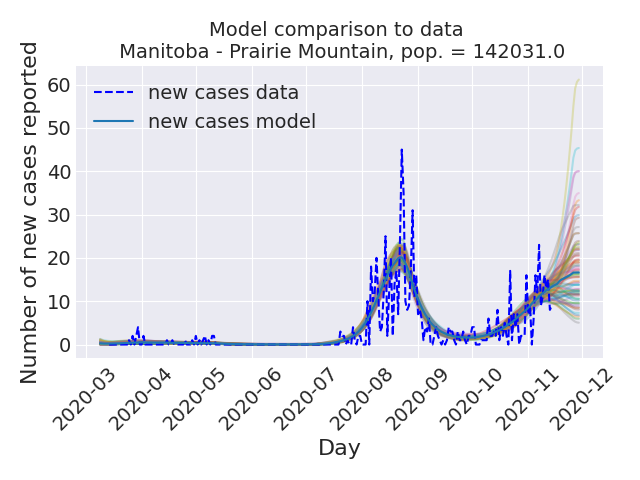 Model comparison to data
Manitoba - Prairie Mountain, pop. = 142031.0
Number of new cases reported
60
50
40
30
20
10
0
new cases data
new cases model
2020-03
2020-04
2020-05
2020-06
2020-07
2020-08
2020-09
2020-10
2020-11
2020-12
Day